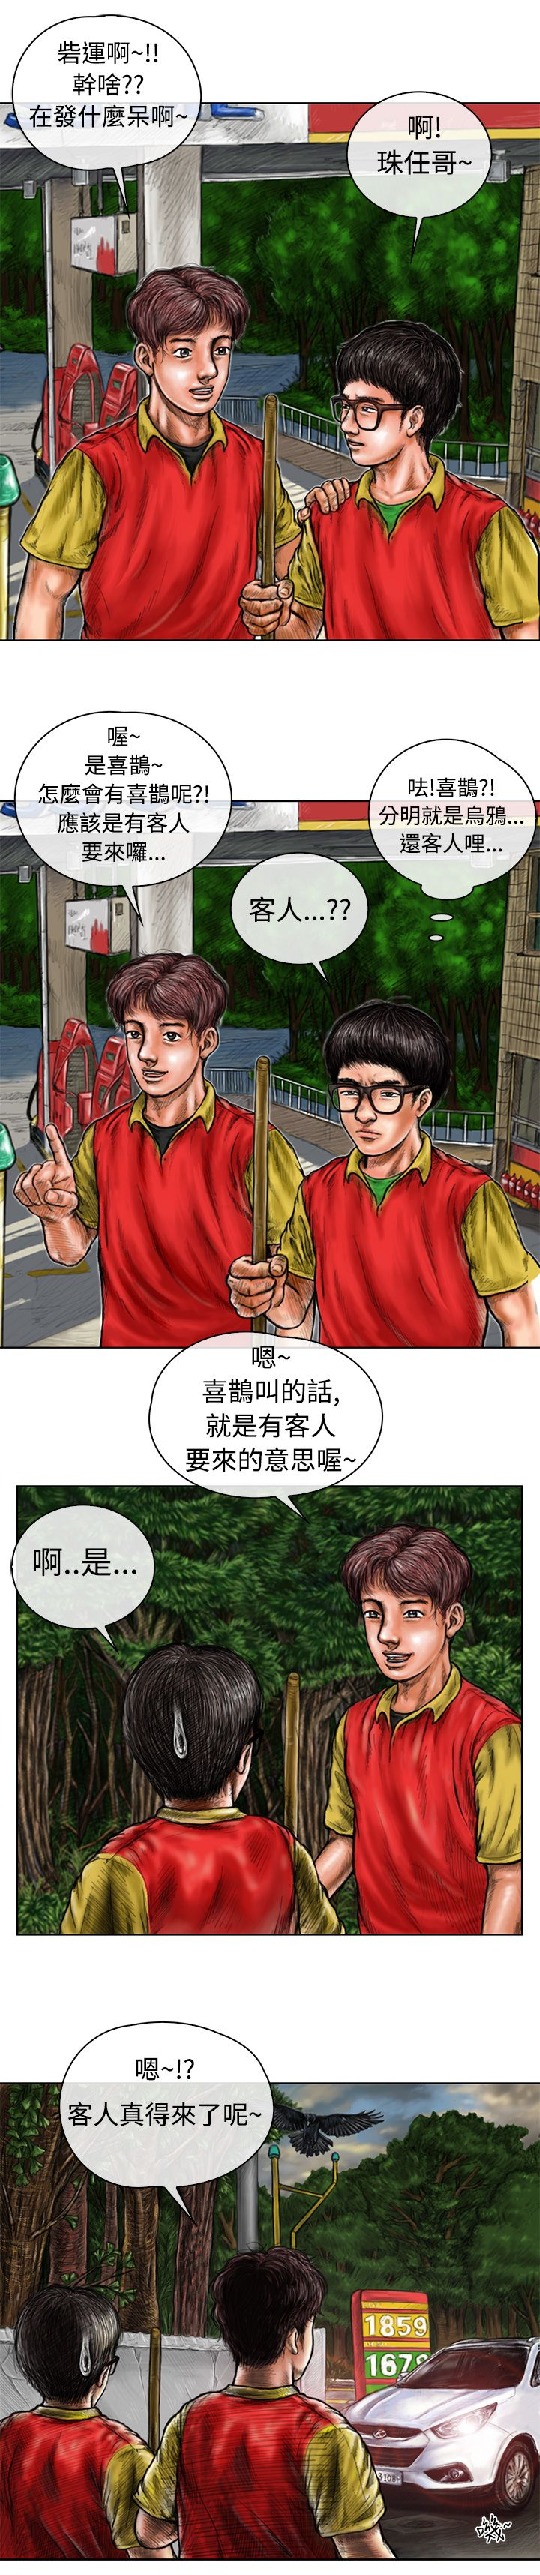 砦運啊~!!
幹啥??
在發什麼呆啊~
啊!
珠任哥~
喔~
是喜鵲~
怎麼會有喜鵲呢?!
應該是有客人
要來囉...
呿!喜鵲?!
分明就是烏鴉...
還客人哩...
客人...??
嗯~
喜鵲叫的話,
就是有客人
要來的意思喔~
啊..是...
嗯~!?
客人真得來了呢~
1859
1678